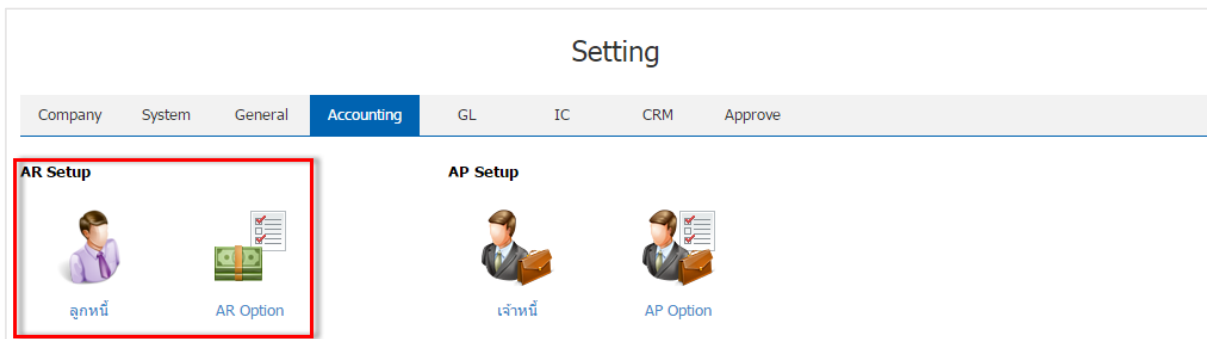 Setting
Company System General Accounting GL IC CRM Approve
AR Setup AP Setup
ลูกหนี้ AR Option เจ้าหนี้ AP Option